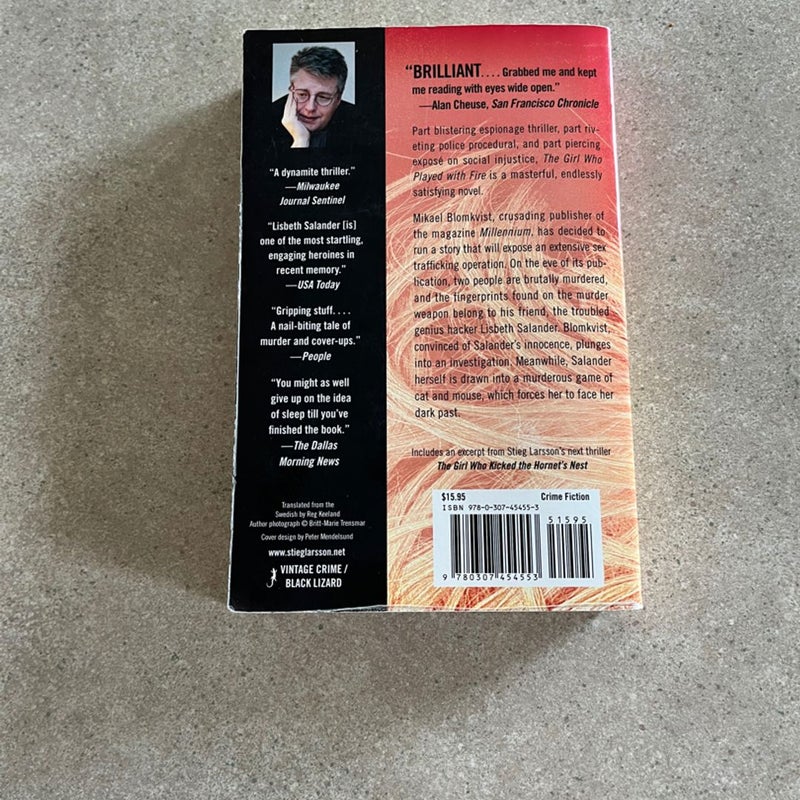 “A dynamite thriller.”
—Milwaukee
Journal Sentinel
“Lisbeth Salander [is]
one of the most startling,
engaging heroines in
recent memory.”
—USA Today
“Gripping stuff. . . .
A nail-biting tale of
murder and cover-ups.”
—People
“You might as well
give up on the idea
of sleep till you’ve
finished the book.”
—The Dallas
Morning News
Translated from the
Swedish by Reg Keeland
Author photograph © Britt-Marie Trensmar
Cover design by Peter Mendelsund
www.stieglarsson.net
VINTAGE CRIME/
BLACK LIZARD
“BRILLIANT. . . . Grabbed me and kept
me reading with eyes wide open.”
—Alan Cheuse, San Francisco Chronicle
Part blistering espionage thriller, part riv-
eting police procedural, and part piercing
exposé on social injustice, The Girl Who
Played with Fire is a masterful, endlessly
satisfying novel.
Mikael Blomkvist, crusading publisher of
the magazine Millennium, has decided to
run a story that will expose an extensive sex
trafficking operation. On the eve of its pub-
lication, two people are brutally murdered,
and the fingerprints found on the murder
weapon belong to his friend, the troubled
genius hacker Lisbeth Salander. Blomkvist,
convinced of Salander’s innocence, plunges
into an investigation. Meanwhile, Salander
herself is drawn into a murderous game of
cat and mouse, which forces her to face her
dark past.
Includes an excerpt from Stieg Larsson’s next thriller
The Girl Who Kicked the Hornet’s Nest
$15.95 Crime Fiction
ISBN 978-0-307-45455-3
51595
9 780307 454553